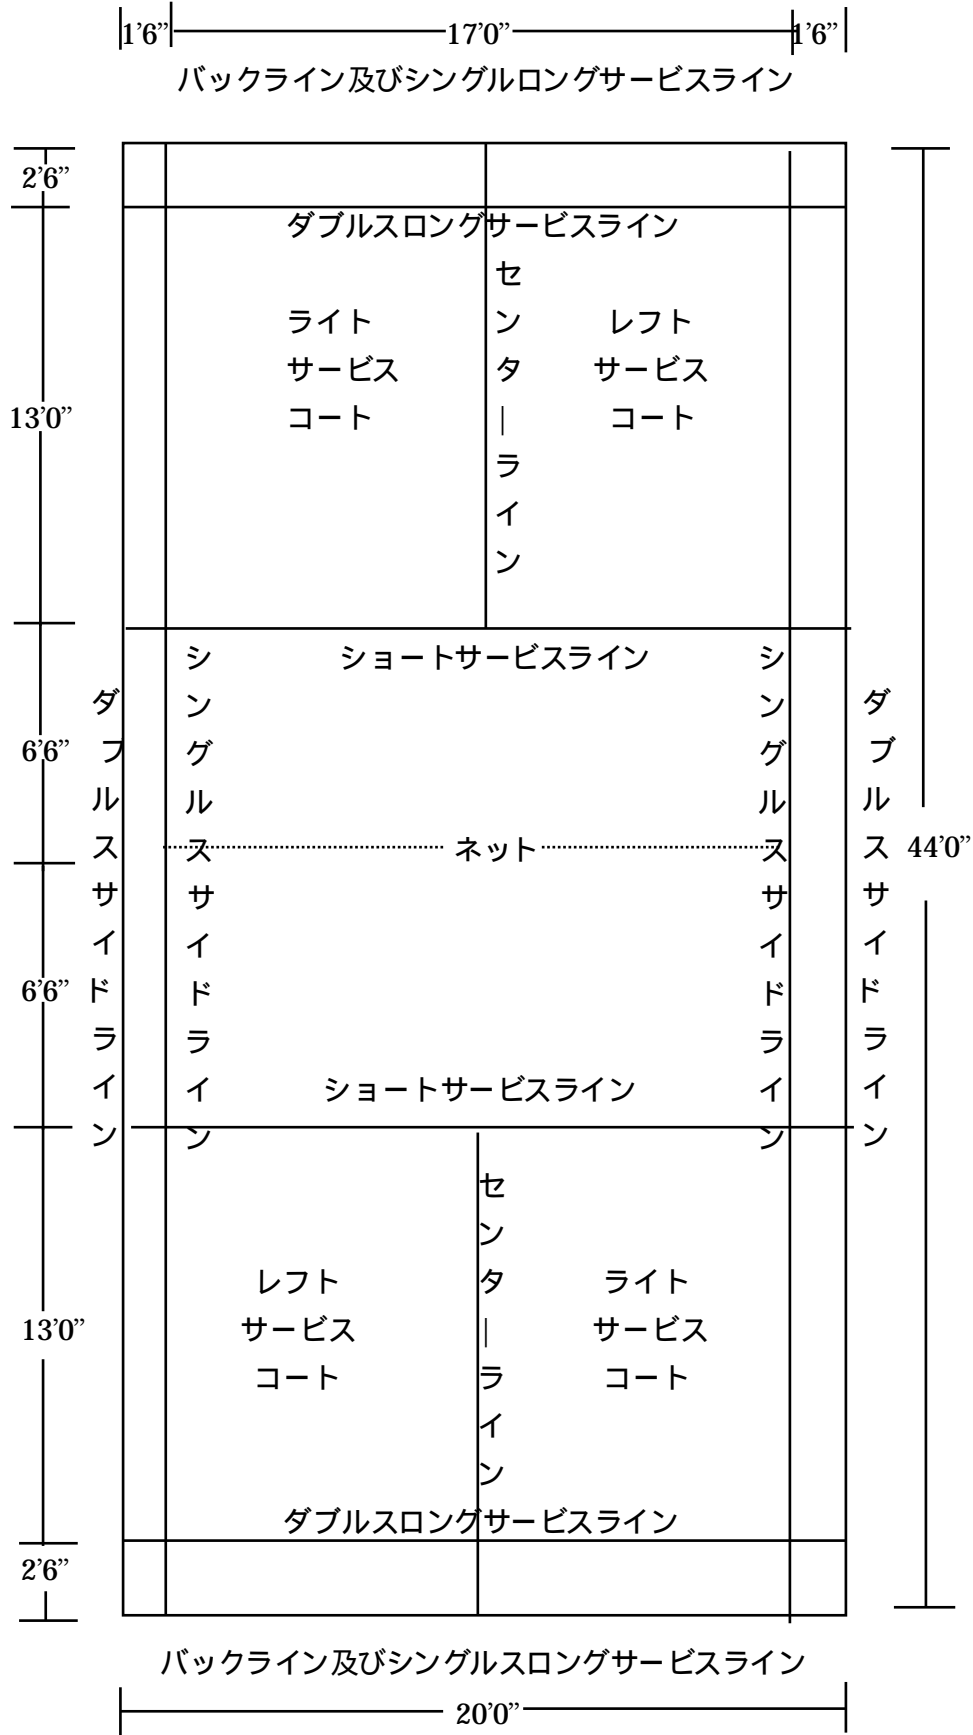 1’6” 17’0” 1’6”
バックライン及びシングルロングサービスライン
2’6”
ダブルスロングサービスライン
センターライン
ライト
サービス
コート
レフト
サービス
コート
13’0”
ショートサービスライン
ダブルスサイドライン
シングルスサイドライン
シングルスサイドライン
ダブルスサイドライン
6’6”
ネット
44’0”
6’6”
ショートサービスライン
センターライン
レフト
サービス
コート
ライト
サービス
コート
13’0”
ダブルスロングサービスライン
2’6”
バックライン及びシングルスロングサービスライン
20’0”